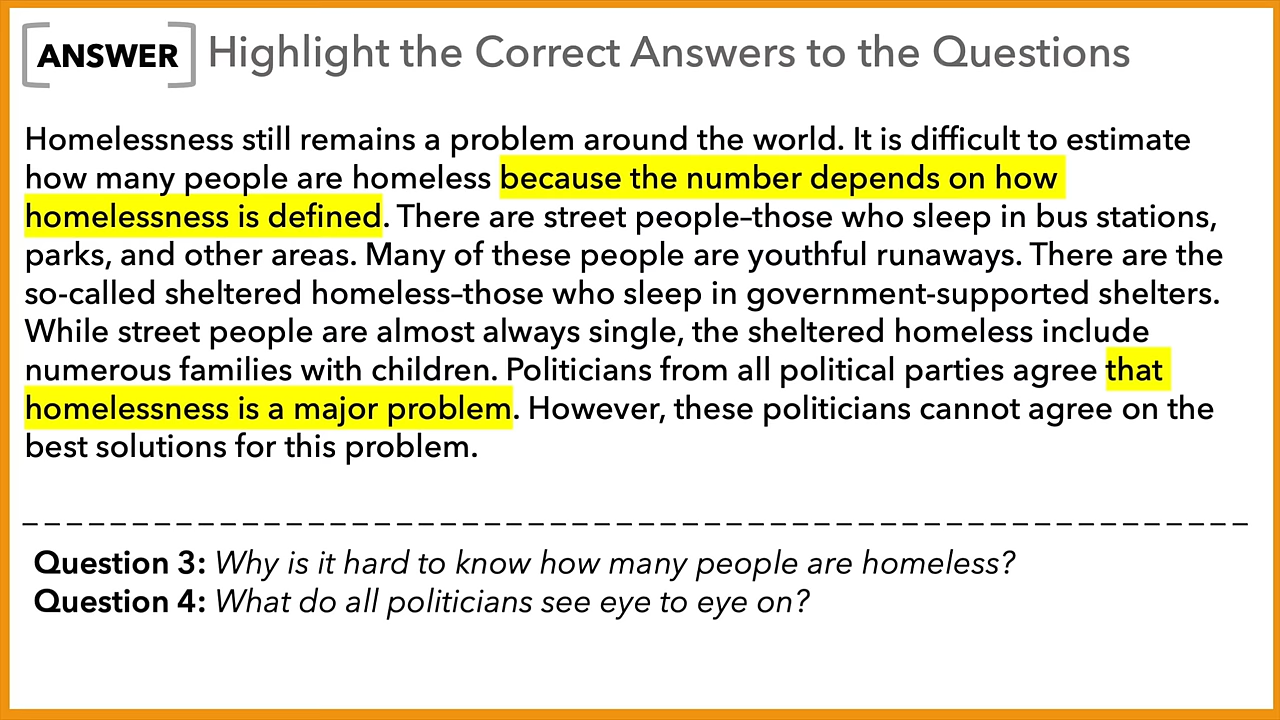 [ANSWER] Highlight the Correct Answers to the Questions
Homelessness still remains a problem around the world. It is difficult to estimate
how many people are homeless because the number depends on how
homelessness is defined. There are street people–those who sleep in bus stations,
parks, and other areas. Many of these people are youthful runaways. There are the
so-called sheltered homeless–those who sleep in government-supported shelters.
While street people are almost always single, the sheltered homeless include
numerous families with children. Politicians from all political parties agree that
homelessness is a major problem. However, these politicians cannot agree on the
best solutions for this problem.
Question 3: Why is it hard to know how many people are homeless?
Question 4: What do all politicians see eye to eye on?